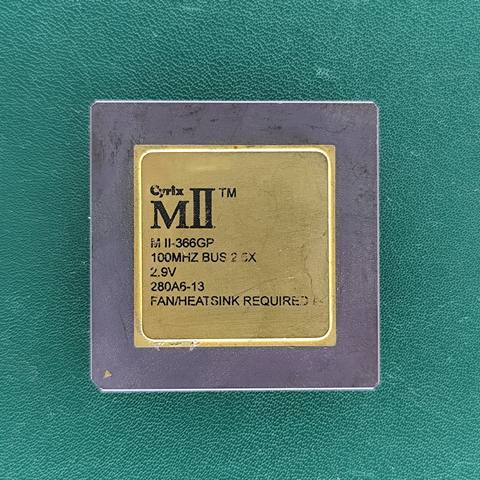 Cyrix
MII™
M II-366GP
100MHZ BUS 2.5X
2.9V
280A6-13
FAN/HEATSINK REQUIRED